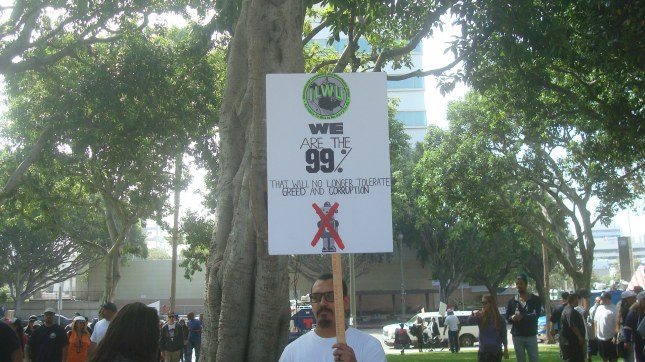 ILWU
WE
ARE THE
99%
THAT WILL NO LONGER TOLERATE
GREED AND CORRUPTION